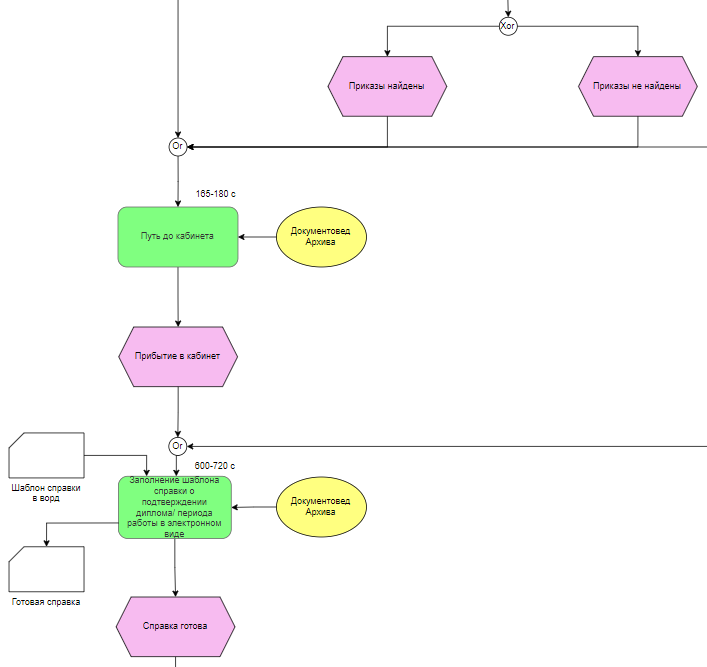 Xor
Приказы найдены
Приказы не найдены
Or
165-180 с
Путь до кабинета
Документовед
Архива
Прибытие в кабинет
Or
600-720 с
Шаблон справки
в ворд
Заполнение шаблона
справки о
подтверждении
диплома/ периода
работы в электронном
виде
Документовед
Архива
Готовая справка
Справка готова